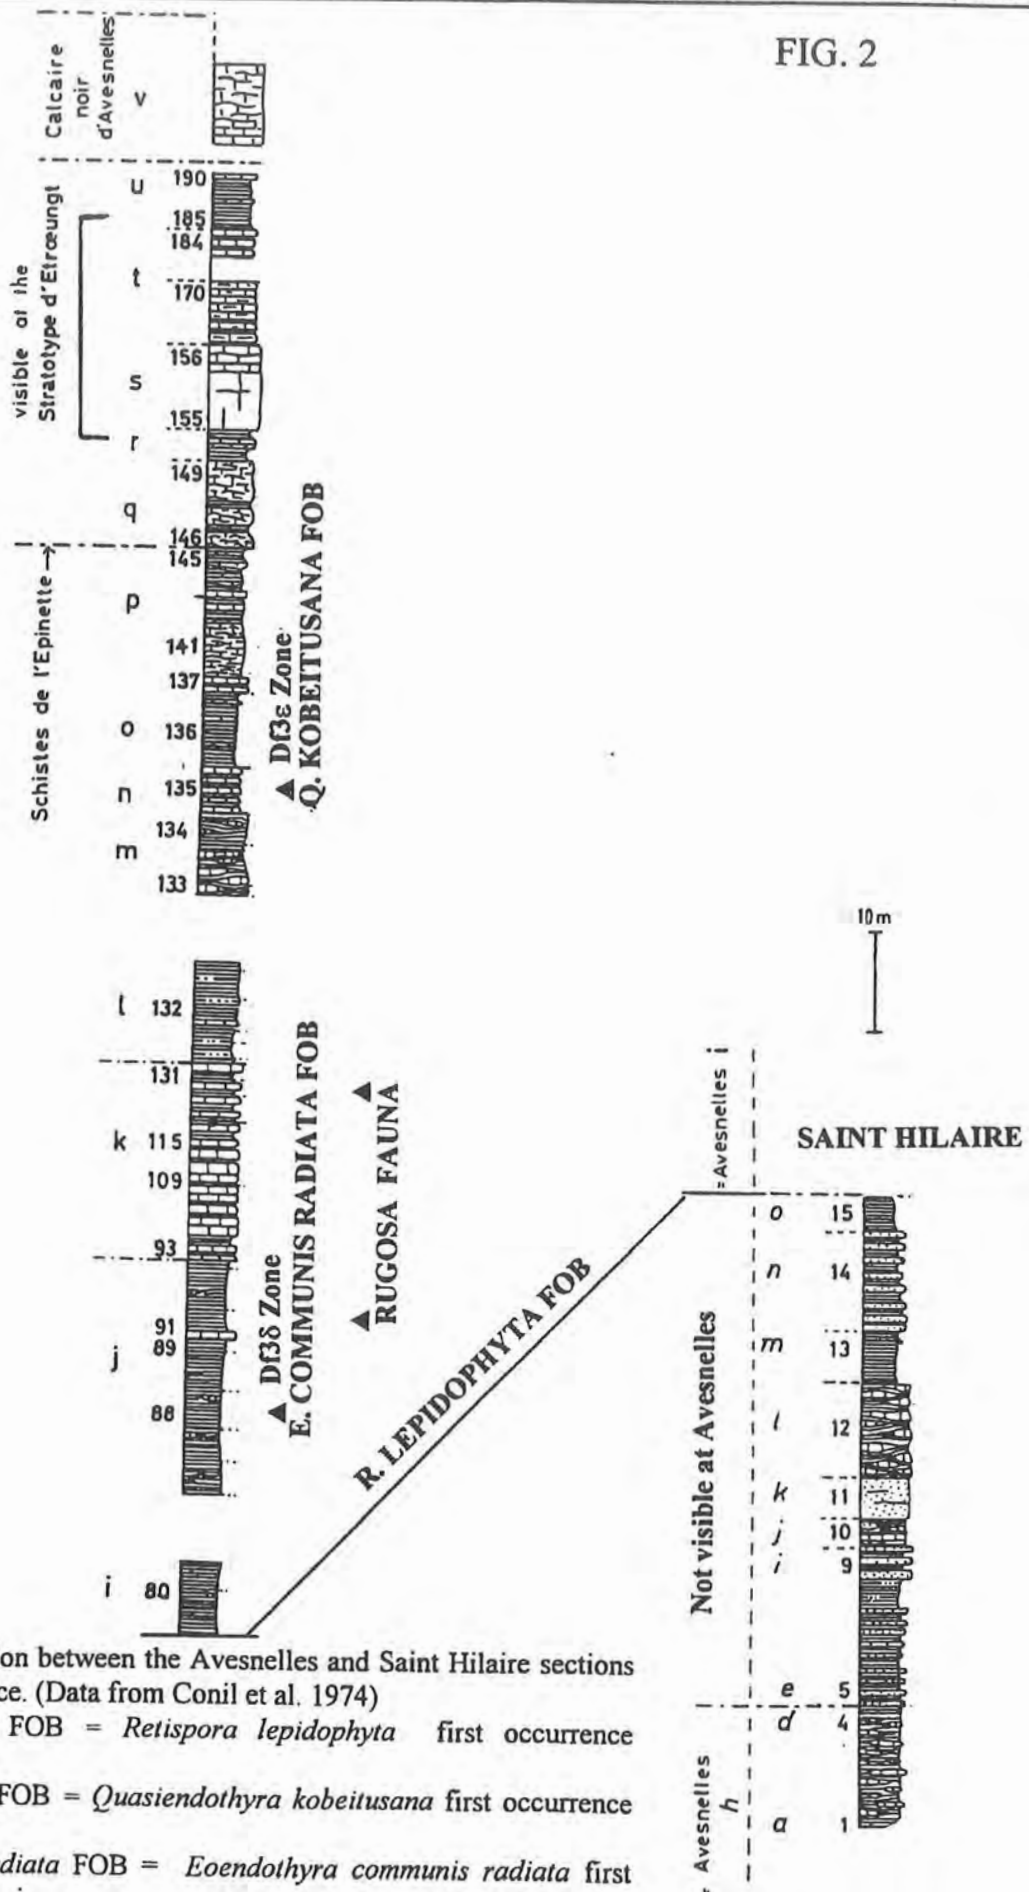 FIG. 2
Calcaire
noir
d'Avesnelles
v
visible at the
Stratotype d'Etrœungt
u
190
185
184
t
170
156
s
155
r
149
q
146
Schistes de l'Epinette →
145
p
141
137
o
136
n
135
134
m
133
Df3ε Zone
Q. KOBEITUSANA FOB
l
132
131
k
115
109
93
91
j
89
88
Df3δ Zone
E. COMMUNIS RADIATA FOB
RUGOSA FAUNA
i
80
R. LEPIDOPHYTA FOB
10 m
= Avesnelles i
SAINT HILAIRE
Not visible at Avesnelles
o
15
n
14
m
13
l
12
k
11
j
10
i
9
e
5
d
4
a
1
Avesnelles
h
on between the Avesnelles and Saint Hilaire sections
ce. (Data from Conil et al. 1974)
FOB = Retispora lepidophyta first occurrence
FOB = Quasiendothyra kobeitusana first occurrence
diata FOB = Eoendothyra communis radiata first